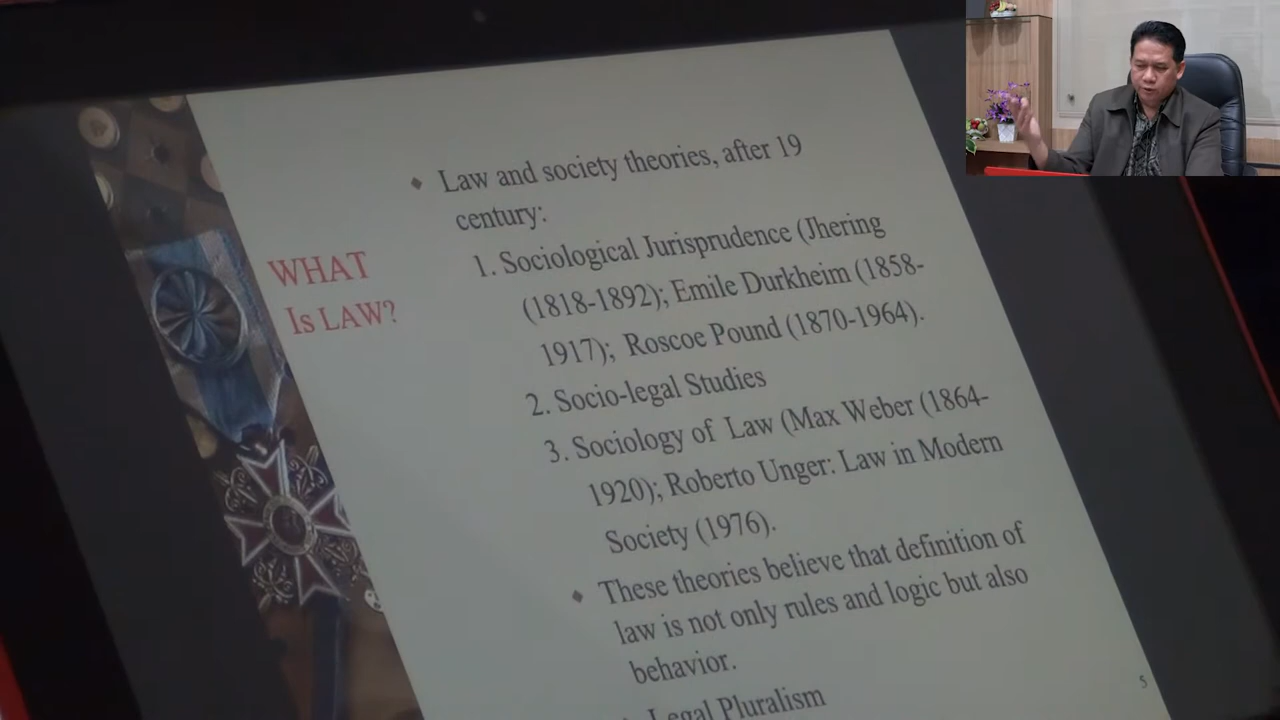 WHAT
Is LAW?
Law and society theories, after 19
century:
1. Sociological Jurisprudence (Jhering
(1818-1892); Emile Durkheim (1858-
1917); Roscoe Pound (1870-1964).
2. Socio-legal Studies
3. Sociology of Law (Max Weber (1864-
1920); Roberto Unger: Law in Modern
Society (1976).
These theories believe that definition of
law is not only rules and logic but also
behavior.
Legal Pluralism
5